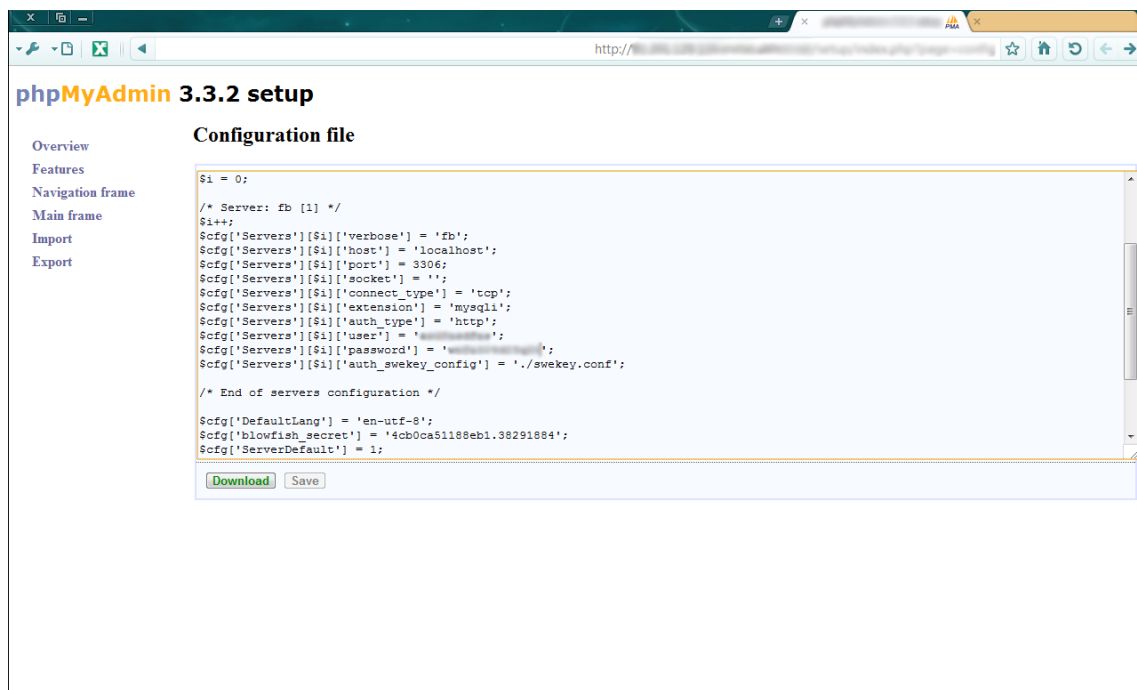 PMA
http://
phpMyAdmin 3.3.2 setup
Overview
Features
Navigation frame
Main frame
Import
Export
Configuration file
$i = 0;
/* Server: fb [1] */
$i++;
$cfg['Servers'][$i]['verbose'] = 'fb';
$cfg['Servers'][$i]['host'] = 'localhost';
$cfg['Servers'][$i]['port'] = 3306;
$cfg['Servers'][$i]['socket'] = '';
$cfg['Servers'][$i]['connect_type'] = 'tcp';
$cfg['Servers'][$i]['extension'] = 'mysqli';
$cfg['Servers'][$i]['auth_type'] = 'http';
$cfg['Servers'][$i]['user'] = '';
$cfg['Servers'][$i]['password'] = '';
$cfg['Servers'][$i]['auth_swekey_config'] = './swekey.conf';
/* End of servers configuration */
$cfg['DefaultLang'] = 'en-utf-8';
$cfg['blowfish_secret'] = '4cb0ca51188eb1.38291884';
$cfg['ServerDefault'] = 1;
Download Save